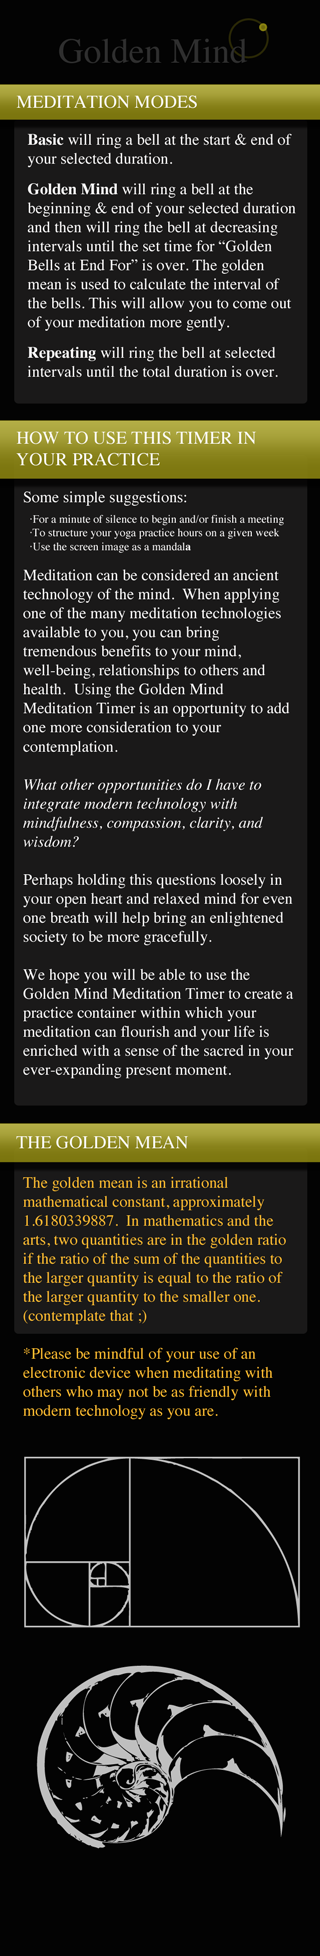 Golden Mind
MEDITATION MODES
Basic will ring a bell at the start & end of
your selected duration.
Golden Mind will ring a bell at the
beginning & end of your selected duration
and then will ring the bell at decreasing
intervals until the set time for “Golden
Bells at End For” is over. The golden
mean is used to calculate the interval of
the bells. This will allow you to come out
of your meditation more gently.
Repeating will ring the bell at selected
intervals until the total duration is over.
HOW TO USE THIS TIMER IN
YOUR PRACTICE
Some simple suggestions:
·For a minute of silence to begin and/or finish a meeting
·To structure your yoga practice hours on a given week
·Use the screen image as a mandala
Meditation can be considered an ancient
technology of the mind.  When applying
one of the many meditation technologies
available to you, you can bring
tremendous benefits to your mind,
well-being, relationships to others and
health.  Using the Golden Mind
Meditation Timer is an opportunity to add
one more consideration to your
contemplation.
What other opportunities do I have to
integrate modern technology with
mindfulness, compassion, clarity, and
wisdom?
Perhaps holding this questions loosely in
your open heart and relaxed mind for even
one breath will help bring an enlightened
society to be more gracefully.
We hope you will be able to use the
Golden Mind Meditation Timer to create a
practice container within which your
meditation can flourish and your life is
enriched with a sense of the sacred in your
ever-expanding present moment.
THE GOLDEN MEAN
The golden mean is an irrational
mathematical constant, approximately
1.6180339887.  In mathematics and the
arts, two quantities are in the golden ratio
if the ratio of the sum of the quantities to
the larger quantity is equal to the ratio of
the larger quantity to the smaller one.
(contemplate that ;)
*Please be mindful of your use of an
electronic device when meditating with
others who may not be as friendly with
modern technology as you are.